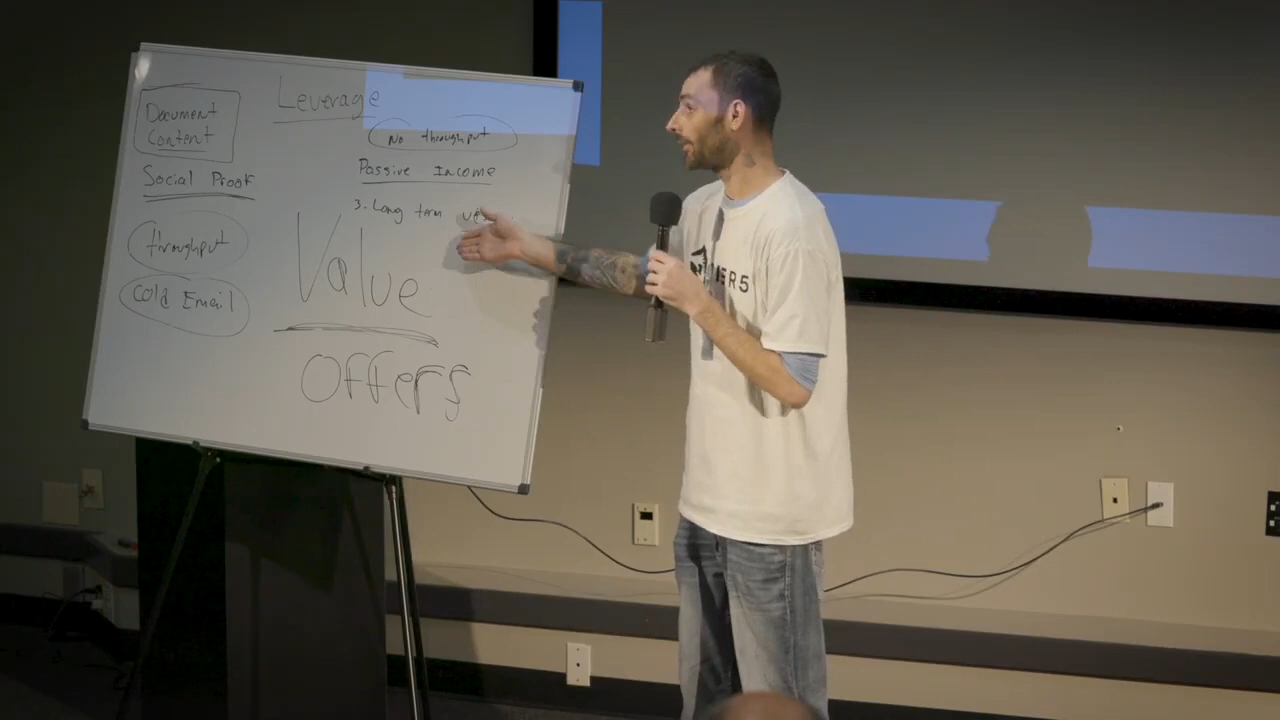 Leverage
Document
Content
No throughput
Passive Income
Social Proof
3. Long term
throughput
Value
Cold Email
Offers